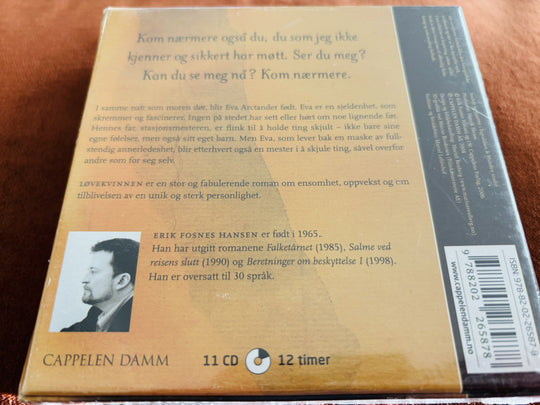 Kom nærmere også du, du som jeg ikke
kjenner og sikkert har møtt. Ser du meg?
Kan du se meg nå? Kom nærmere.
I samme natt som moren dør, blir Eva Arctander født. Eva er en sjeldenhet, som
skremmer og fascinerer. Ingen på stedet har sett eller hørt om noe lignende før.
Hennes far, stasjonsmesteren, er flink til å holde ting skjult – ikke bare sine
egne følelser, men også sitt eget barn. Men Eva, som lever bak en maske av full-
stendig annerledeshet, blir etterhvert også en mester i å skjule ting, såvel overfor
andre som for seg selv.
LØVEKVINNEN er en stor og fabulerende roman om ensomhet, oppvekst og om
tilblivelsen av en unik og sterk personlighet.
ERIK FOSNES HANSEN er født i 1965.
Han har utgitt romanene Falketårnet (1985), Salme ved
reisens slutt (1990) og Beretninger om beskyttelse I (1998).
Han er oversatt til 30 språk.
CAPPELEN DAMM
11 CD
12 timer
ISBN: 978-82-02-26587-8
9 788202 265878
www.cappelendamm.no